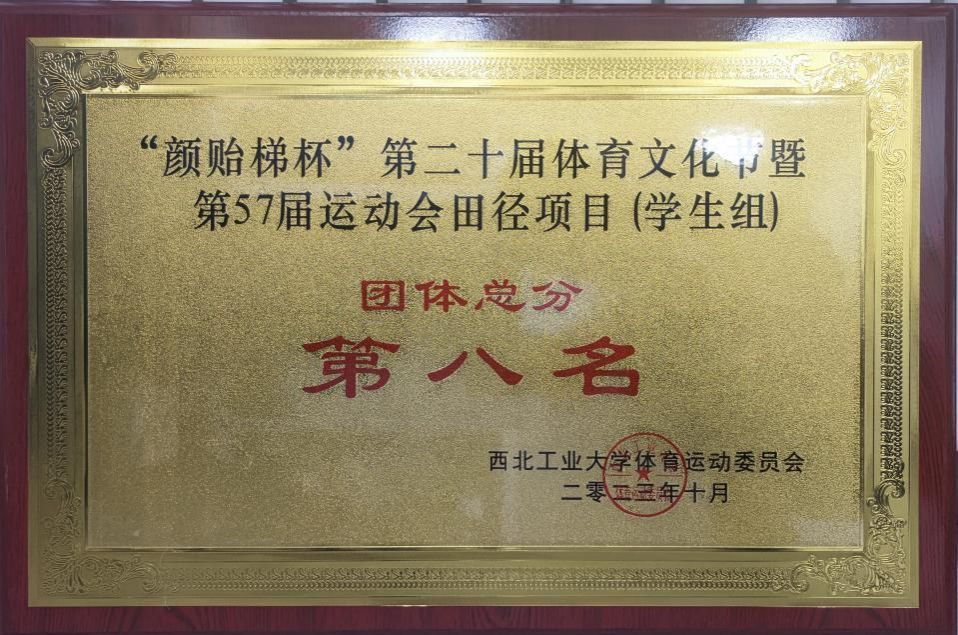 “颜贻梯杯”第二十届体育文化节暨
第57届运动会田径项目(学生组)
团体总分
第八名
西北工业大学体育运动委员会
二零二三年十月